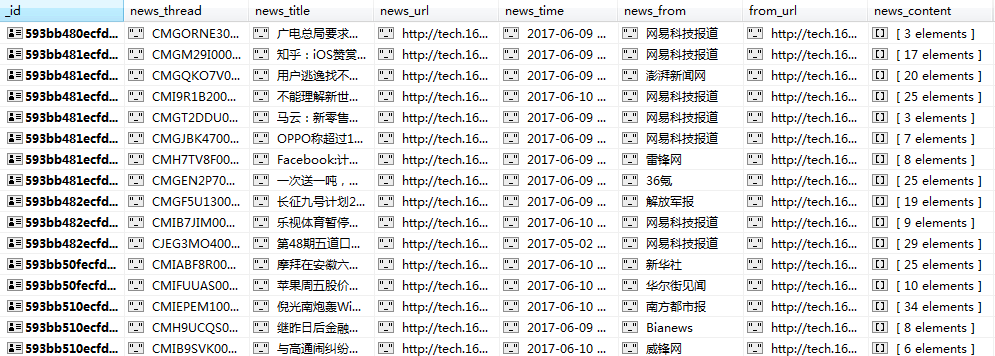 _id news_thread news_title news_url news_time news_from from_url news_content
593bb480ecfd... CMGORNE30... 广电总局要求... http://tech.16... 2017-06-09 ... 网易科技报道 http://tech.16... [ 3 elements ]
593bb481ecfd... CMGM29I000... 知乎：iOS赞赏... http://tech.16... 2017-06-09 ... 网易科技报道 http://tech.16... [ 17 elements ]
593bb481ecfd... CMGQKO7V0... 用户逃逸找不... http://tech.16... 2017-06-09 ... 澎湃新闻网 http://tech.16... [ 20 elements ]
593bb481ecfd... CMI9R1B200... 不能理解新世... http://tech.16... 2017-06-10 ... 网易科技报道 http://tech.16... [ 25 elements ]
593bb481ecfd... CMGT2DDU0... 马云：新零售... http://tech.16... 2017-06-09 ... 网易科技报道 http://tech.16... [ 3 elements ]
593bb481ecfd... CMGJBK4700... OPPO称超过1... http://tech.16... 2017-06-09 ... 网易科技报道 http://tech.16... [ 7 elements ]
593bb481ecfd... CMH7TV8F00... Facebook:计... http://tech.16... 2017-06-09 ... 雷锋网 http://tech.16... [ 8 elements ]
593bb481ecfd... CMGEN2P70... 一次送一吨，... http://tech.16... 2017-06-09 ... 36氪 http://tech.16... [ 25 elements ]
593bb482ecfd... CMGF5U1300... 长征九号计划2... http://tech.16... 2017-06-09 ... 解放军报 http://tech.16... [ 19 elements ]
593bb482ecfd... CMIB7JIM00... 乐视体育暂停... http://tech.16... 2017-06-10 ... 网易科技报道 http://tech.16... [ 9 elements ]
593bb482ecfd... CJEG3MO400... 第48期五道口... http://tech.16... 2017-05-02 ... 网易科技报道 http://tech.16... [ 29 elements ]
593bb50fecfd... CMIABF8R00... 摩拜在安徽六... http://tech.16... 2017-06-10 ... 新华社 http://tech.16... [ 25 elements ]
593bb50fecfd... CMIFUUAS00... 苹果周五股价... http://tech.16... 2017-06-10 ... 华尔街见闻 http://tech.16... [ 10 elements ]
593bb510ecfd... CMIEPEM100... 倪光南炮轰Wi... http://tech.16... 2017-06-10 ... 南方都市报 http://tech.16... [ 34 elements ]
593bb510ecfd... CMH9UCQS0... 继昨日后金融... http://tech.16... 2017-06-09 ... Bianews http://tech.16... [ 8 elements ]
593bb510ecfd... CMIB9SVK00... 与高通闹纠纷... http://tech.16... 2017-06-10 ... 威锋网 http://tech.16... [ 6 elements ]